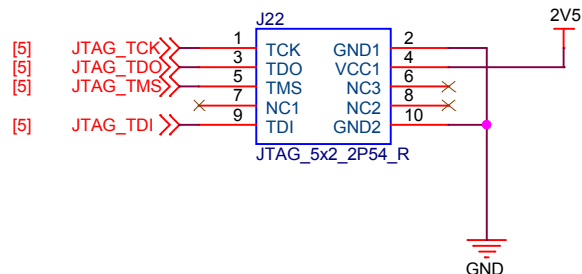 J22
2V5
[5] JTAG_TCK 1 TCK GND1 2
[5] JTAG_TDO 3 TDO VCC1 4
[5] JTAG_TMS 5 TMS NC3 6
7 NC1 NC2 8
[5] JTAG_TDI 9 TDI GND2 10
JTAG_5x2_2P54_R
GND